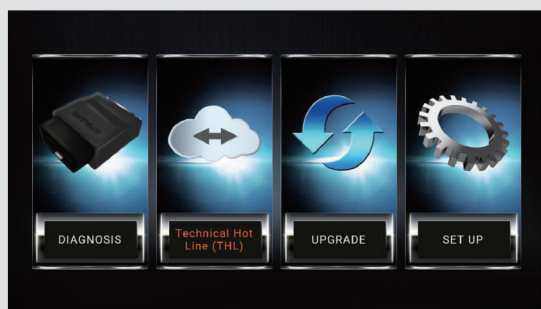 DIAGNOSIS
Technical Hot
Line (THL)
UPGRADE
SET UP